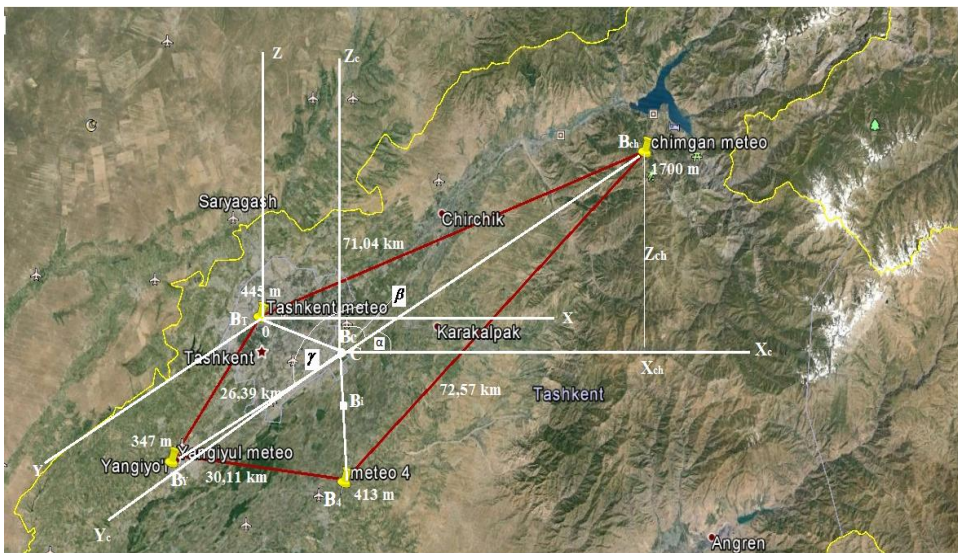 Z
Zc
Bch
chimgan meteo
1700 m
Saryagash
Chirchik
71,04 km
Zch
445 m
Tashkent meteo
β
BT
0
X
Karakalpak
Bc
α
Tashkent
γ
C
Xc
Xch
26,39 km
72,57 km
Tashkent
Bi
347 m
Yangiyul meteo
Y
Yangiyo'l
BY
30,11 km
meteo 4
B4
413 m
Yc
Angren